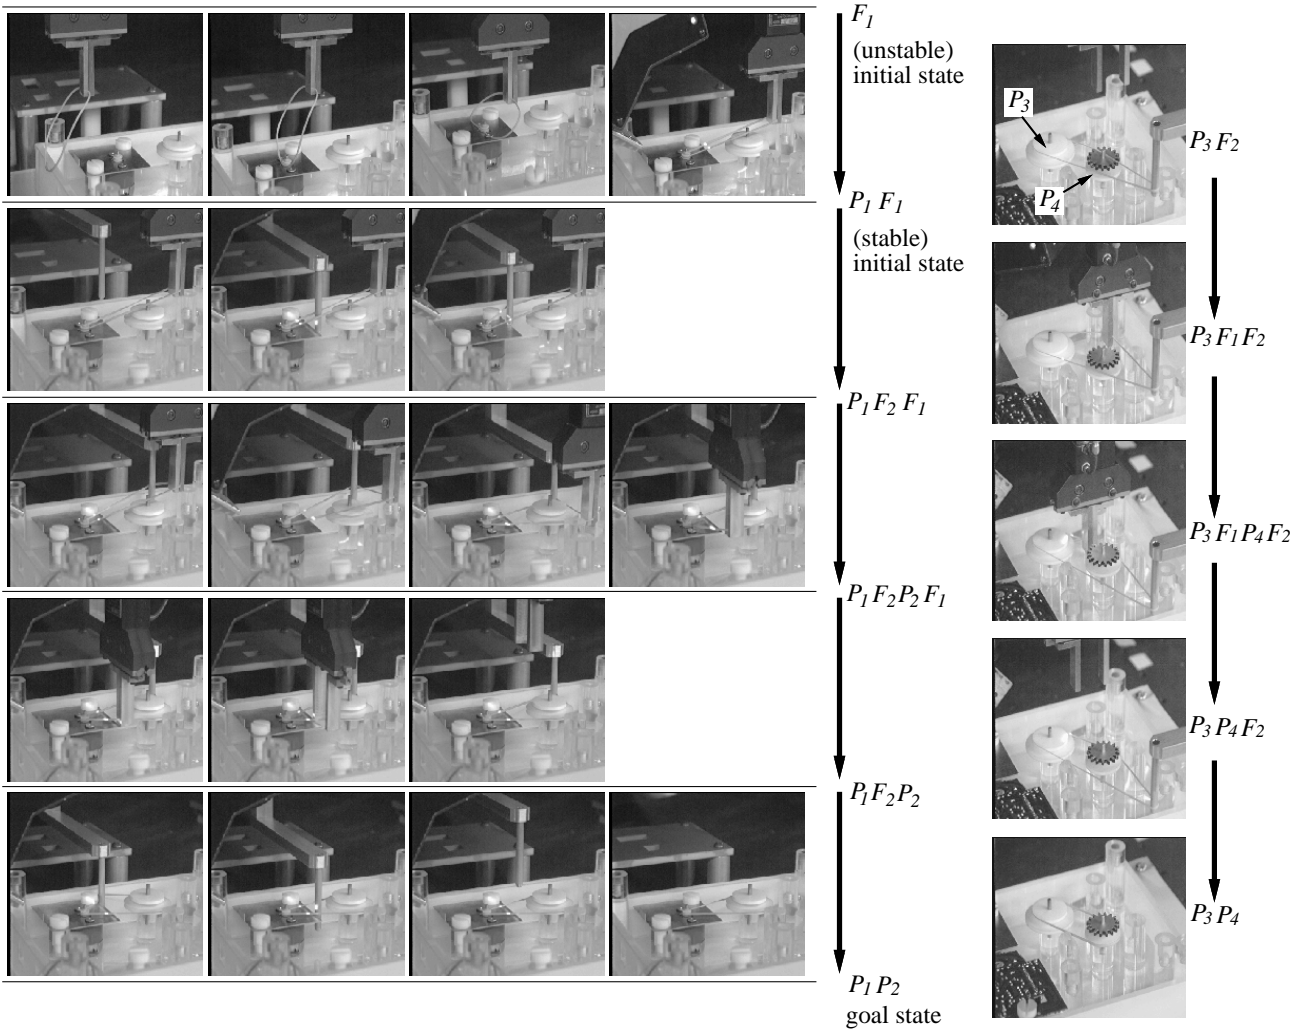 F1
(unstable)
initial state
P1 F1
(stable)
initial state
P1 F2 F1
P1 F2 P2 F1
P1 F2 P2
P1 P2
goal state
P3
P4
P3 F2
P3 F1 F2
P3 F1 P4 F2
P3 P4 F2
P3 P4